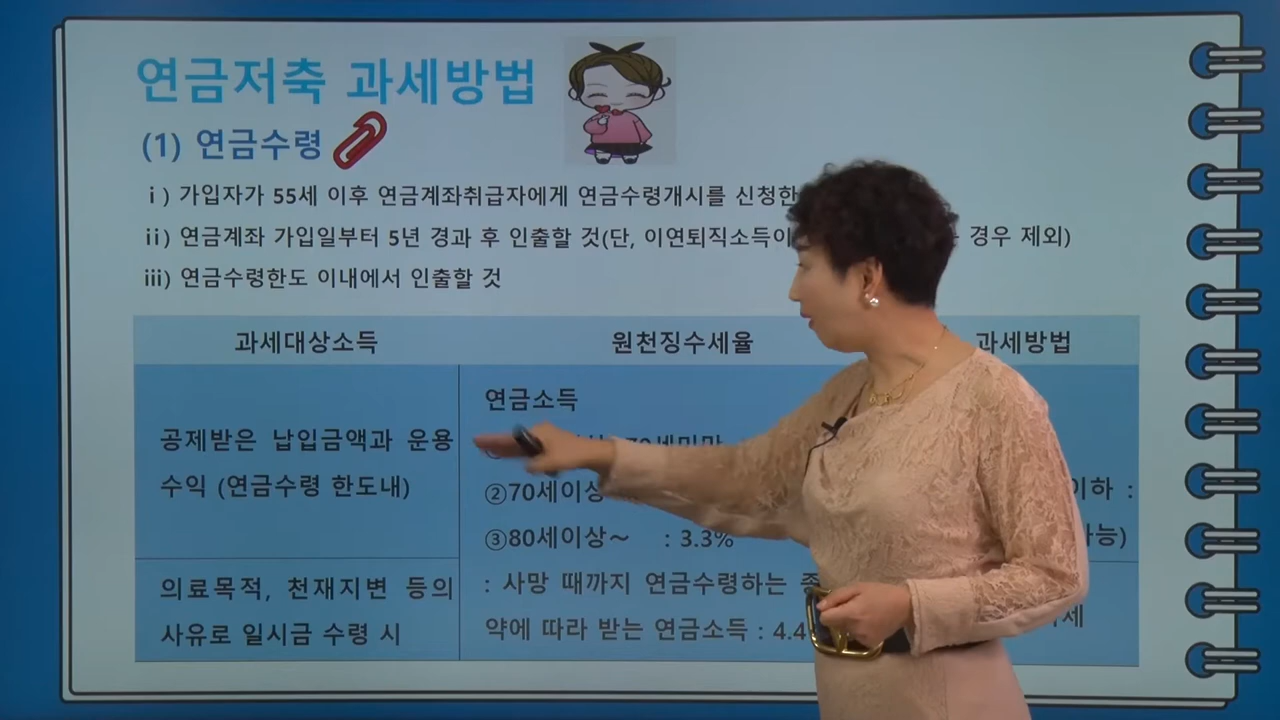 연금저축 과세방법
(1) 연금수령
ⅰ) 가입자가 55세 이후 연금계좌취급자에게 연금수령개시를 신청한
ⅱ) 연금계좌 가입일부터 5년 경과 후 인출할 것(단, 이연퇴직소득이 경우 제외)
ⅲ) 연금수령한도 이내에서 인출할 것
과세대상소득 원천징수세율 과세방법
연금소득
공제받은 납입금액과 운용
수익 (연금수령 한도내)
②70세이상 이하 :
③80세이상~ : 3.3%
의료목적, 천재지변 등의
사유로 일시금 수령 시
: 사망 때까지 연금수령하는
약에 따라 받는 연금소득 : 4.4